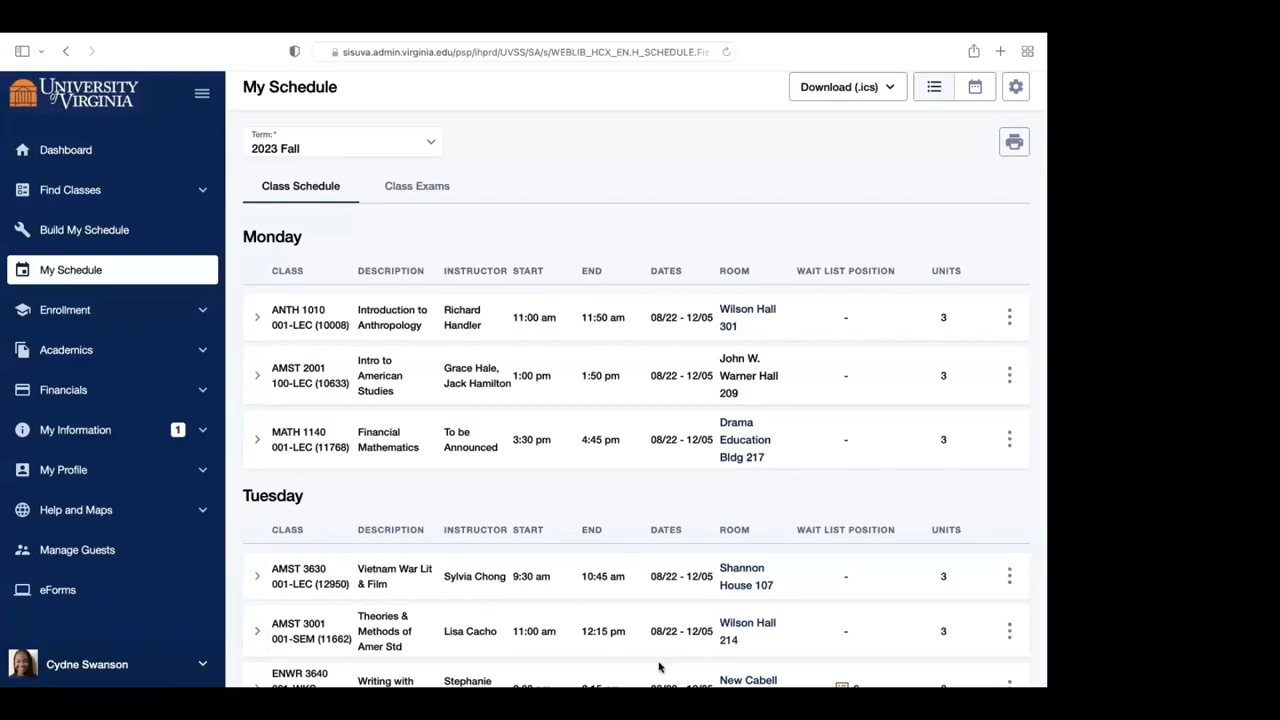 sisuva.admin.virginia.edu/psp/ihprd/UVSS/SA/s/WEBLIB_HCX_EN.H_SCHEDULE.Fie
UNIVERSITY of VIRGINIA
Dashboard
Find Classes
Build My Schedule
My Schedule
Enrollment
Academics
Financials
My Information 1
My Profile
Help and Maps
Manage Guests
eForms
Cydne Swanson
My Schedule
Download (.ics)
Term:*
2023 Fall
Class Schedule Class Exams
Monday
CLASS DESCRIPTION INSTRUCTOR START END DATES ROOM WAIT LIST POSITION UNITS
ANTH 1010 001-LEC (10008) Introduction to Anthropology Richard Handler 11:00 am 11:50 am 08/22 - 12/05 Wilson Hall 301 - 3
AMST 2001 100-LEC (10633) Intro to American Studies Grace Hale, Jack Hamilton 1:00 pm 1:50 pm 08/22 - 12/05 John W. Warner Hall 209 - 3
MATH 1140 001-LEC (11768) Financial Mathematics To be Announced 3:30 pm 4:45 pm 08/22 - 12/05 Drama Education Bldg 217 - 3
Tuesday
CLASS DESCRIPTION INSTRUCTOR START END DATES ROOM WAIT LIST POSITION UNITS
AMST 3630 001-LEC (12950) Vietnam War Lit & Film Sylvia Chong 9:30 am 10:45 am 08/22 - 12/05 Shannon House 107 - 3
AMST 3001 001-SEM (11662) Theories & Methods of Amer Std Lisa Cacho 11:00 am 12:15 pm 08/22 - 12/05 Wilson Hall 214 - 3
ENWR 3640 Writing with Stephanie New Cabell